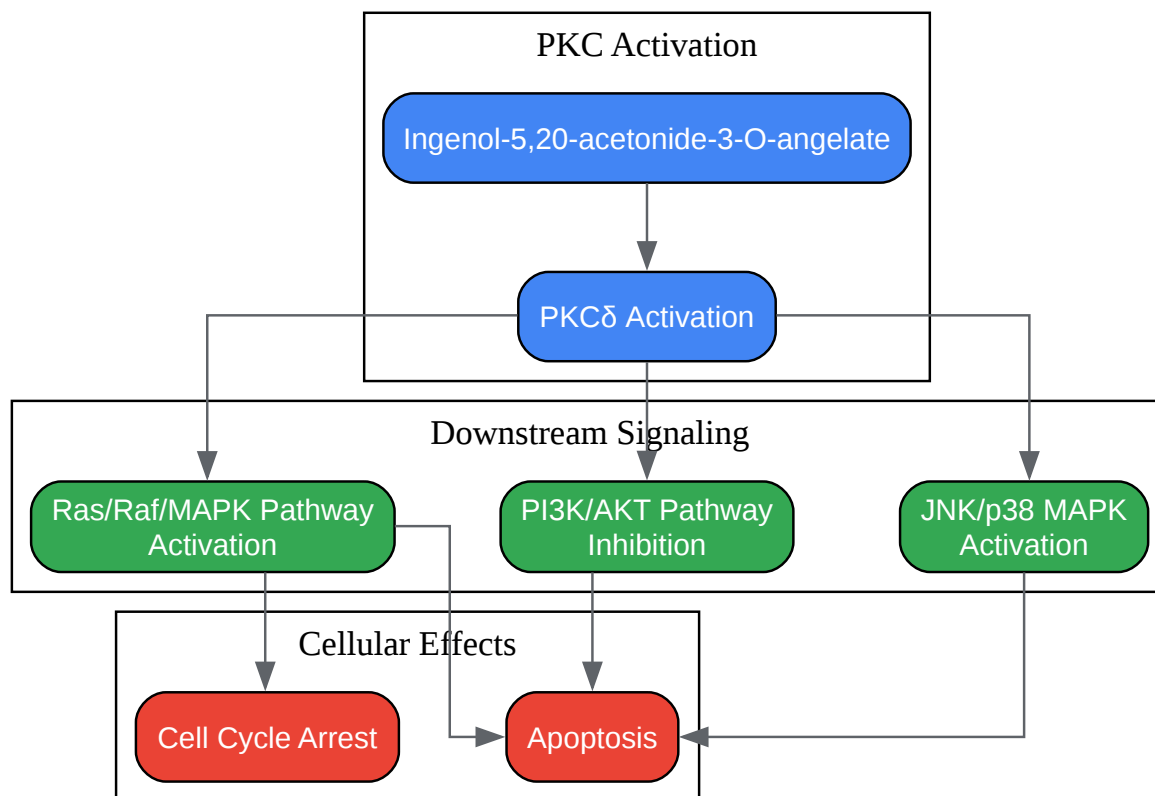 PKC Activation
Ingenol-5,20-acetonide-3-O-angelate
PKCδ Activation
Downstream Signaling
Ras/Raf/MAPK Pathway
Activation
PI3K/AKT Pathway
Inhibition
JNK/p38 MAPK
Activation
Cellular Effects
Cell Cycle Arrest
Apoptosis